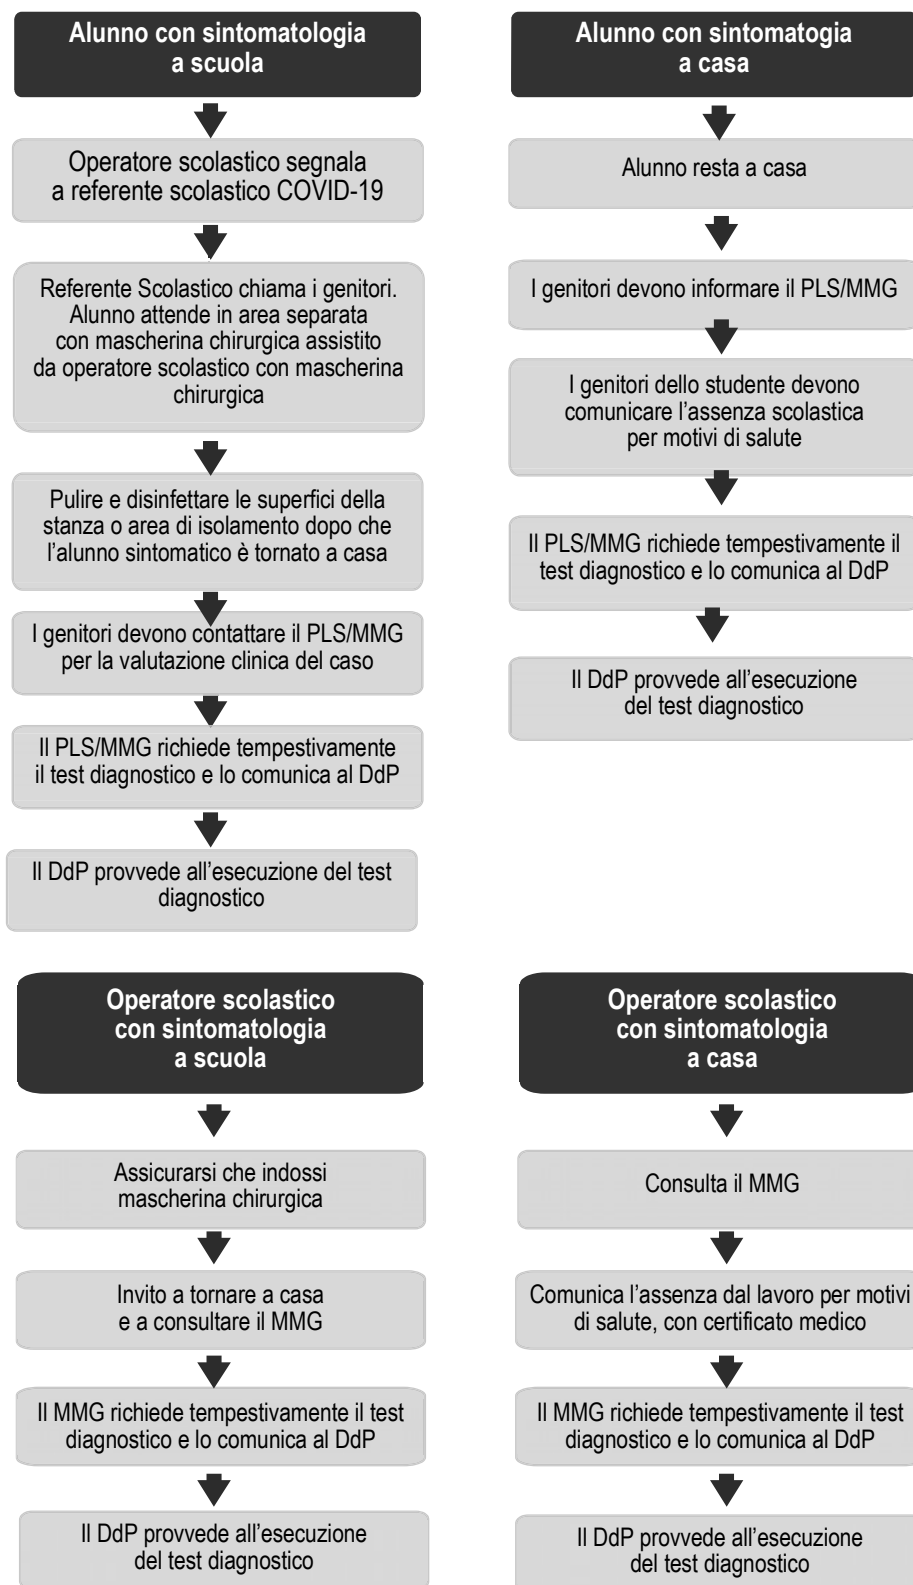 Alunno con sintomatologia
a scuola
Operatore scolastico segnala
a referente scolastico COVID-19
Referente Scolastico chiama i genitori.
Alunno attende in area separata
con mascherina chirurgica assistito
da operatore scolastico con mascherina
chirurgica
Pulire e disinfettare le superfici della
stanza o area di isolamento dopo che
l’alunno sintomatico è tornato a casa
I genitori devono contattare il PLS/MMG
per la valutazione clinica del caso
Il PLS/MMG richiede tempestivamente
il test diagnostico e lo comunica al DdP
Il DdP provvede all’esecuzione del test
diagnostico
Alunno con sintomatogia
a casa
Alunno resta a casa
I genitori devono informare il PLS/MMG
I genitori dello studente devono
comunicare l’assenza scolastica
per motivi di salute
Il PLS/MMG richiede tempestivamente il
test diagnostico e lo comunica al DdP
Il DdP provvede all’esecuzione
del test diagnostico
Operatore scolastico
con sintomatologia
a scuola
Assicurarsi che indossi
mascherina chirurgica
Invito a tornare a casa
e a consultare il MMG
Il MMG richiede tempestivamente il test
diagnostico e lo comunica al DdP
Il DdP provvede all’esecuzione
del test diagnostico
Operatore scolastico
con sintomatologia
a casa
Consulta il MMG
Comunica l’assenza dal lavoro per motivi
di salute, con certificato medico
Il MMG richiede tempestivamente il test
diagnostico e lo comunica al DdP
Il DdP provvede all’esecuzione
del test diagnostico